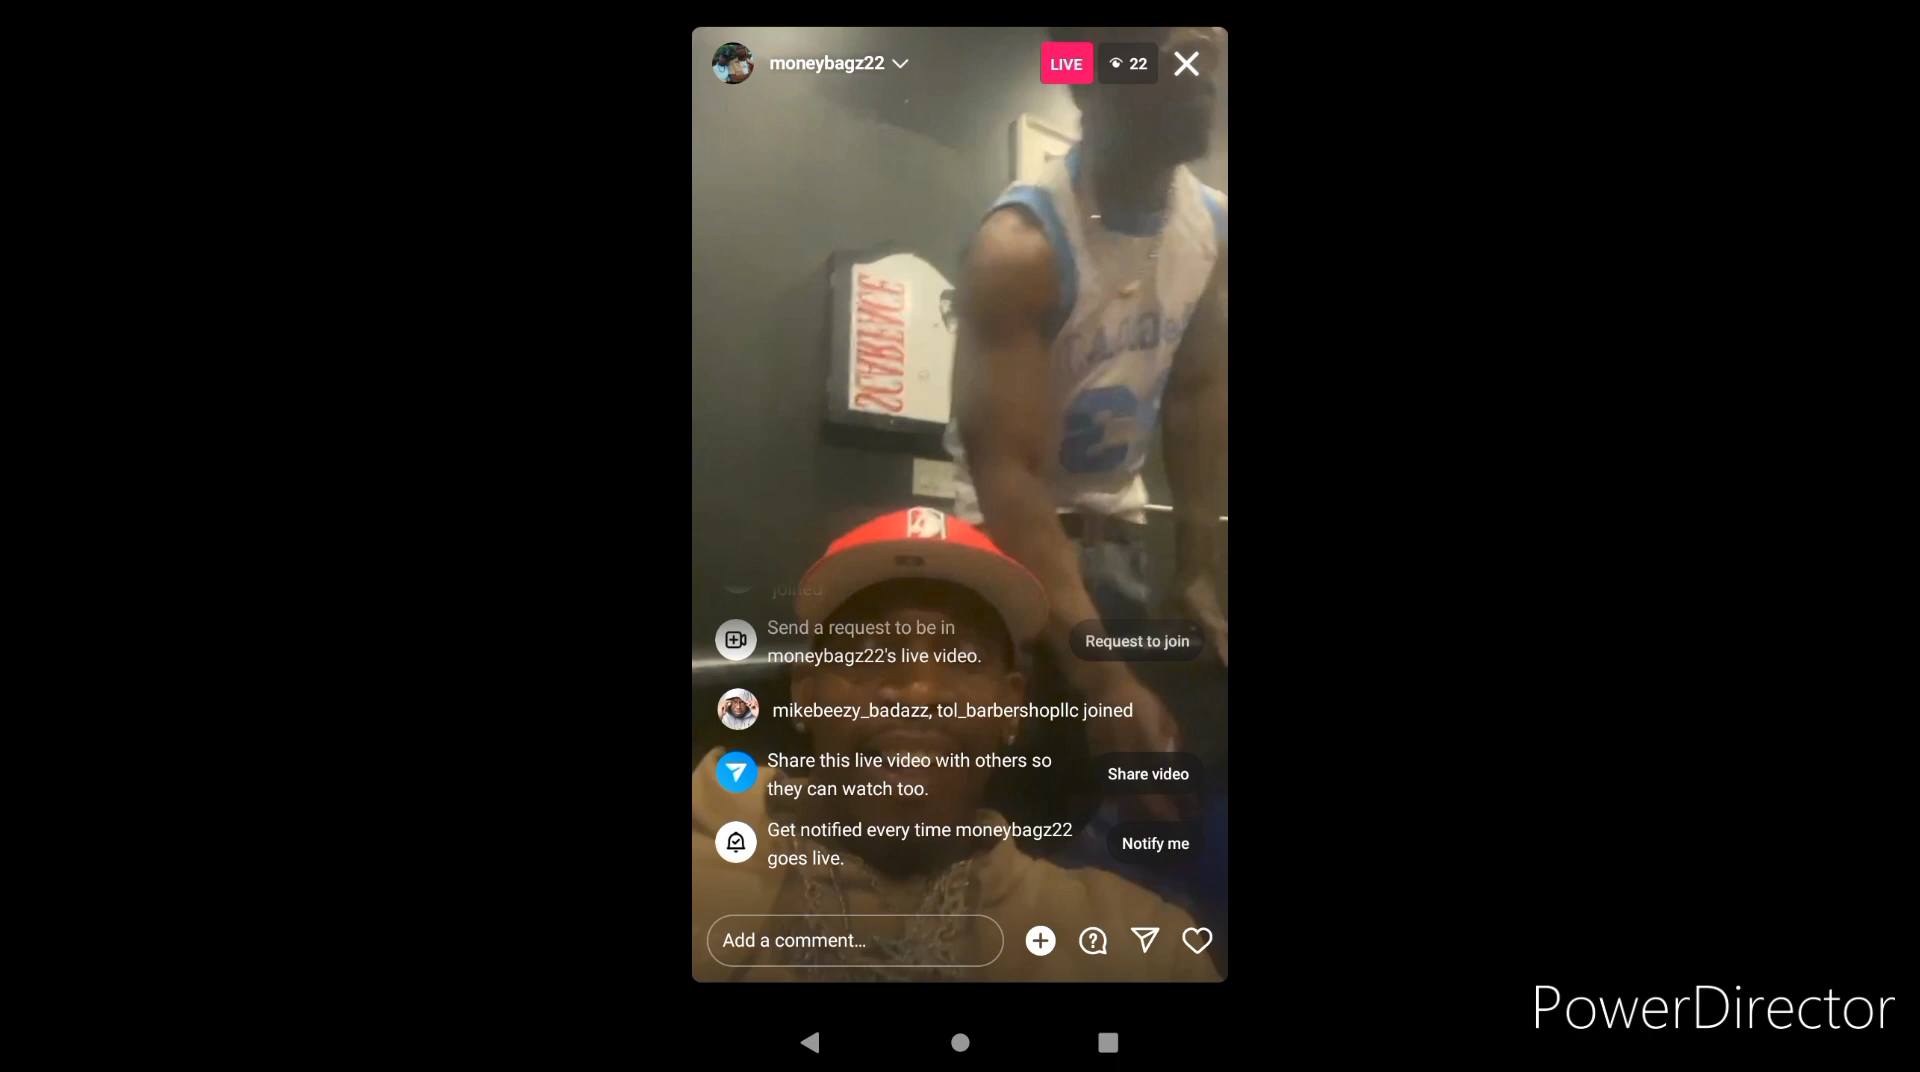 moneybagz22
LIVE
22
joined
Send a request to be in
moneybagz22's live video.
Request to join
mikebeezy_badazz, tol_barbershopllc joined
Share this live video with others so
they can watch too.
Share video
Get notified every time moneybagz22
goes live.
Notify me
Add a comment...
PowerDirector